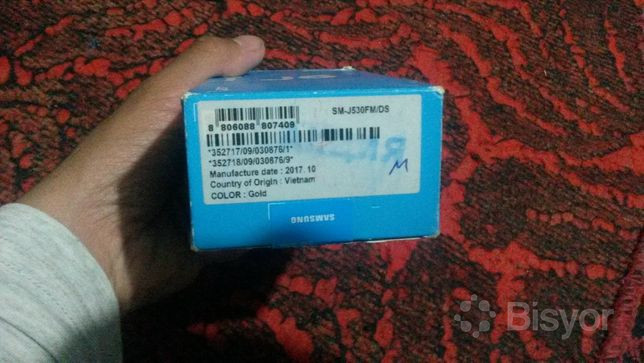 SM-J530FM/DS
8 806088 807409
*352717/09/030876/1*
*352718/09/030876/9*
Manufacture date : 2017. 10
Country of Origin : Vietnam
COLOR : Gold
M
SAMSUNG
Bisyor